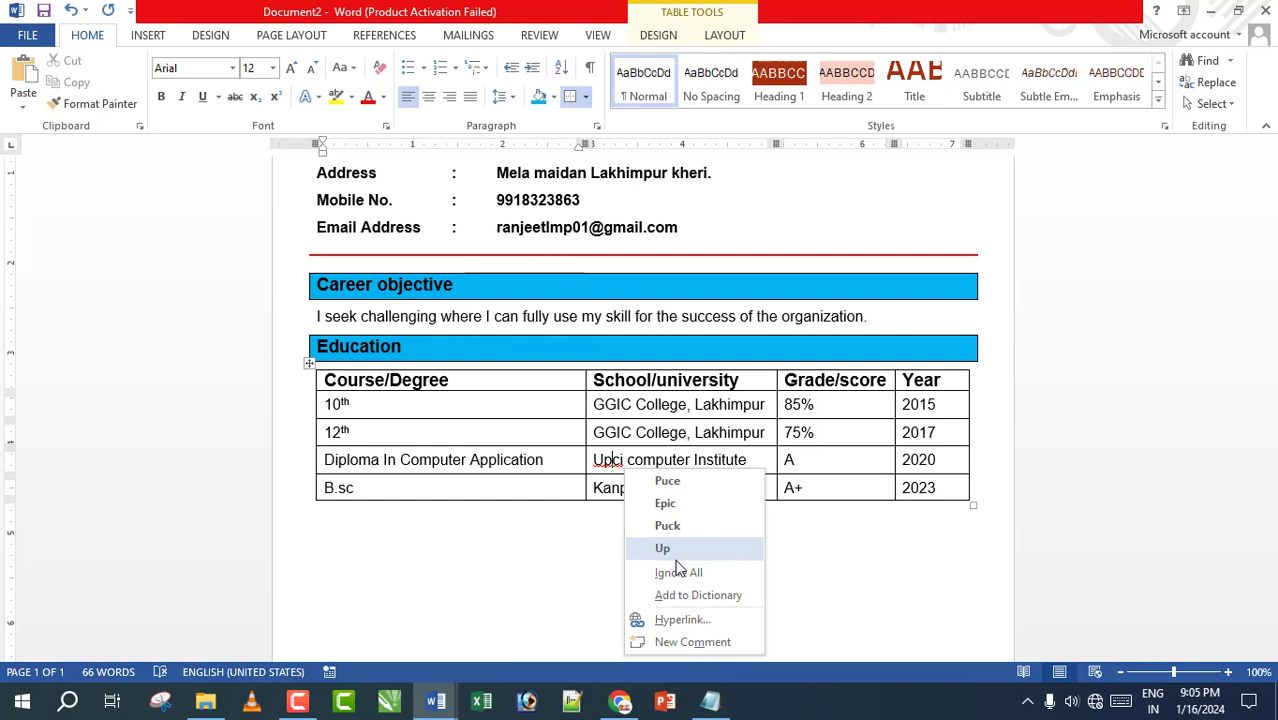 Document2 - Word (Product Activation Failed)
TABLE TOOLS
FILE HOME INSERT DESIGN PAGE LAYOUT REFERENCES MAILINGS REVIEW VIEW DESIGN LAYOUT Microsoft account
Cut
Copy
Format Painter
Paste
Arial 12
AaBbCcDd AaBbCcDd AABBCC AABBCCD AAB AaBbCcD AaBbCcDd AaBbCcDd
¶ Normal No Spacing Heading 1 Heading 2 Title Subtitle Subtle Em... Emphasis
Find
Replace
Select
Clipboard Font Paragraph Styles Editing
Address : Mela maidan Lakhimpur kheri.
Mobile No. : 9918323863
Email Address : ranjeetlmp01@gmail.com
Career objective
I seek challenging where I can fully use my skill for the success of the organization.
Education
Course/Degree School/university Grade/score Year
10th GGIC College, Lakhimpur 85% 2015
12th GGIC College, Lakhimpur 75% 2017
Diploma In Computer Application Upci computer Institute A 2020
B.sc Kanp A+ 2023
Puce
Epic
Puck
Up
Ignore All
Add to Dictionary
Hyperlink...
New Comment
PAGE 1 OF 1 66 WORDS ENGLISH (UNITED STATES) 100%
ENG
IN
9:05 PM
1/16/2024